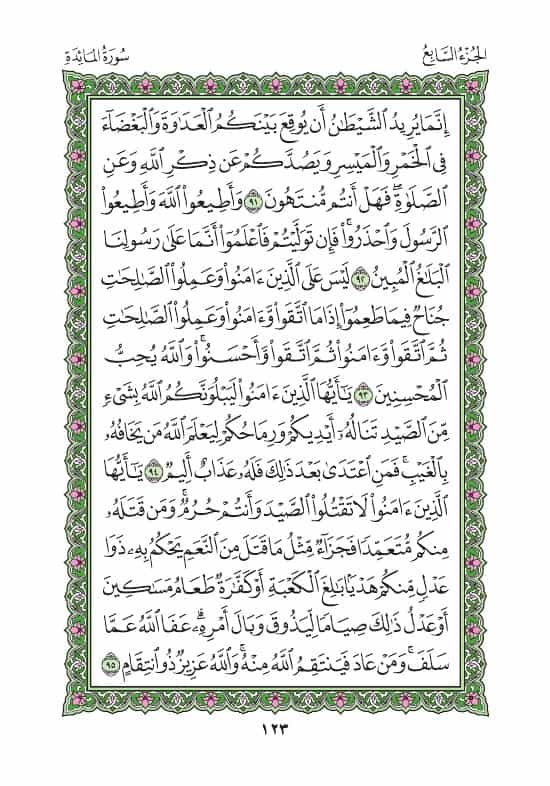 الجُزْءُ السَّابِعُ
سُورَةُ المَائِدَةِ
إِنَّمَا يُرِيدُ ٱلشَّيْطَٰنُ أَن يُوقِعَ بَيْنَكُمُ ٱلْعَدَٰوَةَ وَٱلْبَغْضَآءَ
فِى ٱلْخَمْرِ وَٱلْمَيْسِرِ وَيَصُدَّكُمْ عَن ذِكْرِ ٱللَّهِ وَعَنِ
ٱلصَّلَوٰةِ ۖ فَهَلْ أَنتُم مُّنتَهُونَ ٩١ وَأَطِيعُوا۟ ٱللَّهَ وَأَطِيعُوا۟
ٱلرَّسُولَ وَٱحْذَرُوا۟ ۚ فَإِن تَوَلَّيْتُمْ فَٱعْلَمُوٓا۟ أَنَّمَا عَلَىٰ رَسُولِنَا
ٱلْبَلَٰغُ ٱلْمُبِينُ ٩٢ لَيْسَ عَلَى ٱلَّذِينَ ءَامَنُوا۟ وَعَمِلُوا۟ ٱلصَّٰلِحَٰتِ
جُنَاحٌ فِيمَا طَعِمُوٓا۟ إِذَا مَا ٱتَّقَوا۟ وَّءَامَنُوا۟ وَعَمِلُوا۟ ٱلصَّٰلِحَٰتِ
ثُمَّ ٱتَّقَوا۟ وَّءَامَنُوا۟ ثُمَّ ٱتَّقَوا۟ وَّأَحْسَنُوا۟ ۗ وَٱللَّهُ يُحِبُّ
ٱلْمُحْسِنِينَ ٩٣ يَٰٓأَيُّهَا ٱلَّذِينَ ءَامَنُوا۟ لَيَبْلُوَنَّكُمُ ٱللَّهُ بِشَىْءٍ
مِّنَ ٱلصَّيْدِ تَنَالُهُۥٓ أَيْدِيكُمْ وَرِمَاحُكُمْ لِيَعْلَمَ ٱللَّهُ مَن يَخَافُهُۥ
بِٱلْغَيْبِ ۚ فَمَنِ ٱعْتَدَىٰ بَعْدَ ذَٰلِكَ فَلَهُۥ عَذَابٌ أَلِيمٌ ٩٤ يَٰٓأَيُّهَا
ٱلَّذِينَ ءَامَنُوا۟ لَا تَقْتُلُوا۟ ٱلصَّيْدَ وَأَنتُمْ حُرُمٌ ۚ وَمَن قَتَلَهُۥ
مِنكُم مُّتَعَمِّدًا فَجَزَآءٌ مِّثْلُ مَا قَتَلَ مِنَ ٱلنَّعَمِ يَحْكُمُ بِهِۦ ذَوَا
عَدْلٍ مِّنكُمْ هَدْيًۢا بَٰلِغَ ٱلْكَعْبَةِ أَوْ كَفَّٰرَةٌ طَعَامُ مَسَٰكِينَ
أَوْ عَدْلُ ذَٰلِكَ صِيَامًا لِّيَذُوقَ وَبَالَ أَمْرِهِۦ ۗ عَفَا ٱللَّهُ عَمَّا
سَلَفَ ۚ وَمَنْ عَادَ فَيَنتَقِمُ ٱللَّهُ مِنْهُ ۗ وَٱللَّهُ عَزِيزٌ ذُو ٱنتِقَامٍ ٩٥
١٢٣